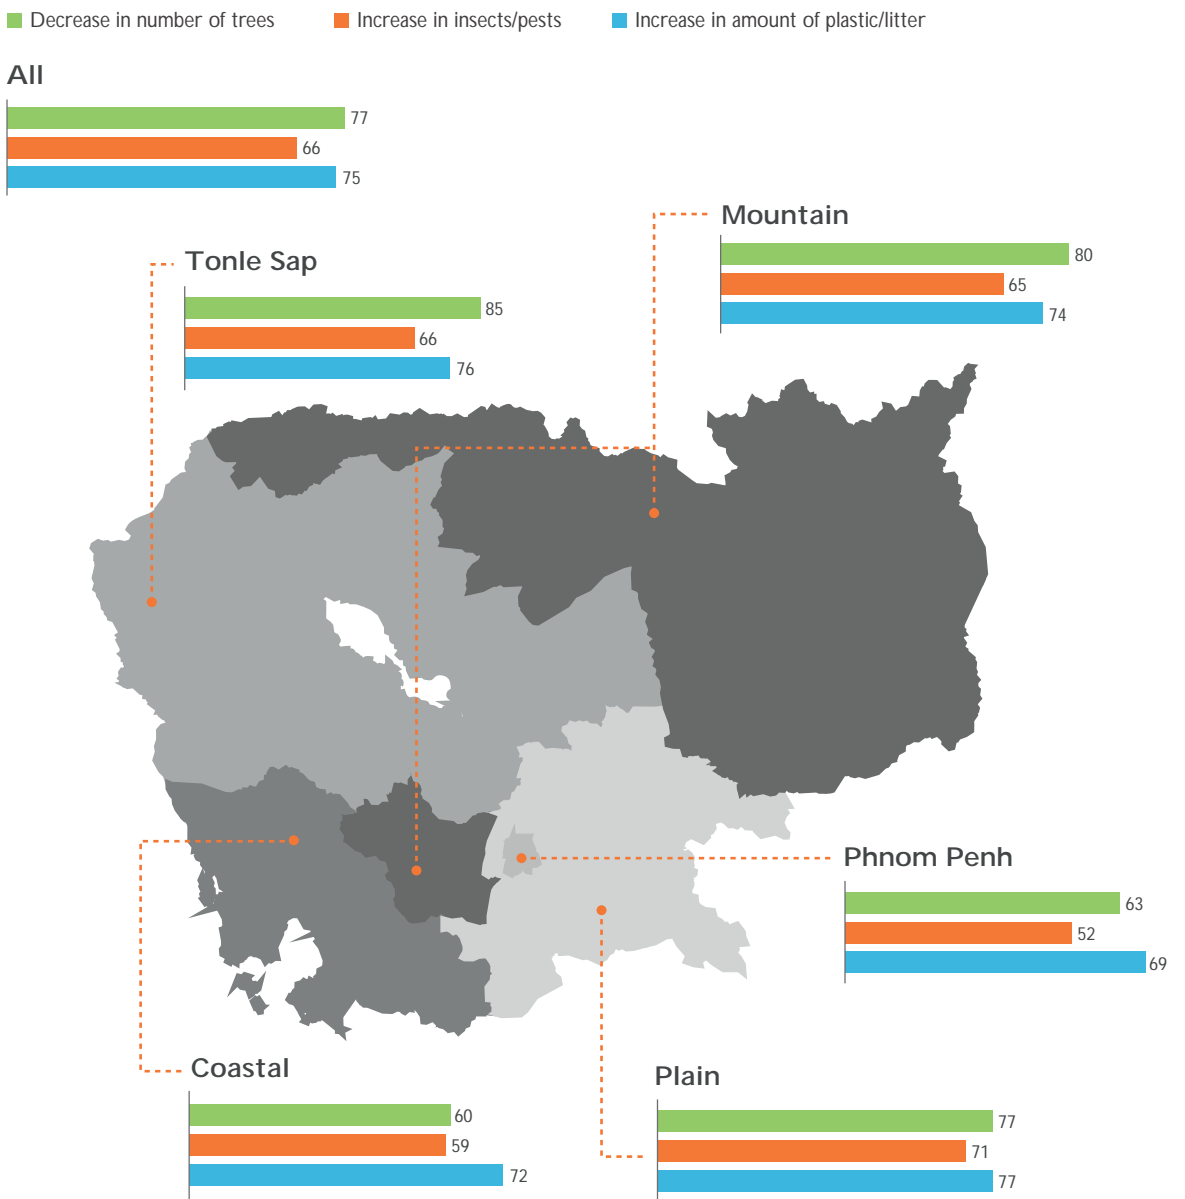 Decrease in number of trees Increase in insects/pests Increase in amount of plastic/litter
All
77
66
75
Mountain
80
65
74
Tonle Sap
85
66
76
Phnom Penh
63
52
69
Coastal
60
59
72
Plain
77
71
77